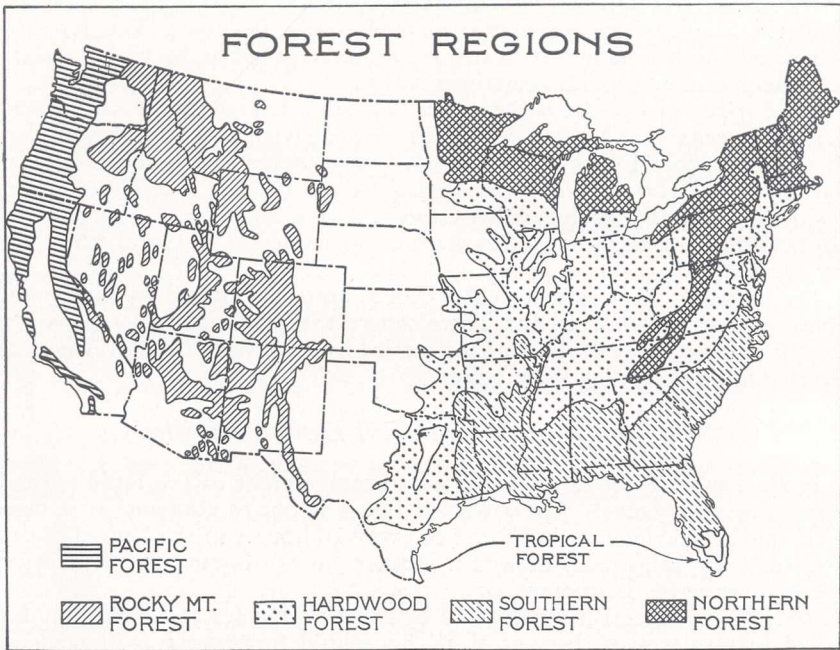 FOREST REGIONS
TROPICAL
FOREST
PACIFIC
FOREST
ROCKY MT.
FOREST
HARDWOOD
FOREST
SOUTHERN
FOREST
NORTHERN
FOREST